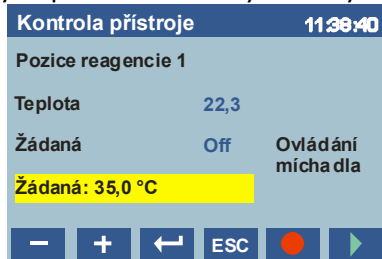 Kontrola přístroje 11:38:40
Pozice reagencie 1
Teplota 22,3
Žádaná Off Ovládání
míchadla
Žádaná: 35,0 °C
− + ESC